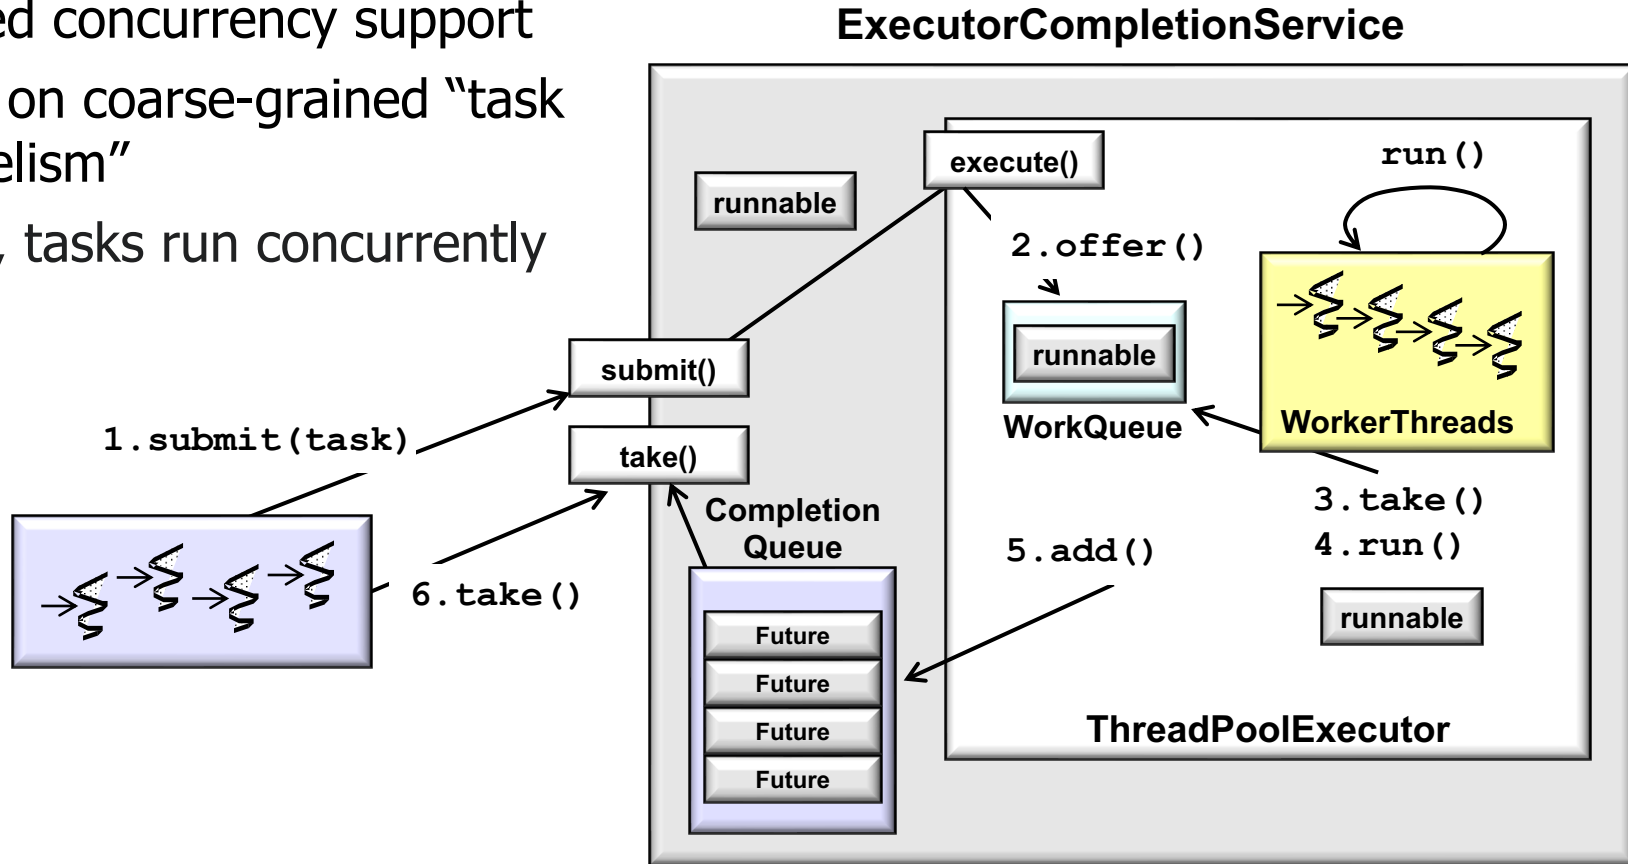 ed concurrency support
on coarse-grained “task
elism”
, tasks run concurrently
ExecutorCompletionService
execute()
run()
runnable
2.offer()
runnable
WorkQueue
WorkerThreads
submit()
1.submit(task)
take()
Completion
Queue
3.take()
4.run()
5.add()
6.take()
runnable
Future
Future
Future
Future
ThreadPoolExecutor